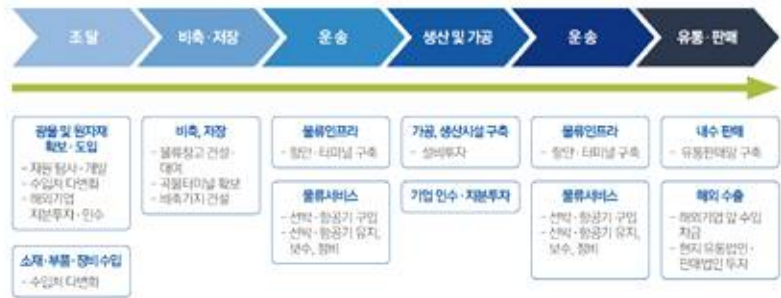 조달
비축·저장
운송
생산 및 가공
운송
유통·판매
광물 및 원자재
확보·도입
- 자원 탐사·개발
- 수입처 다변화
- 해외기업
지분투자·인수
소재·부품·장비 수입
- 수입처 다변화
비축, 저장
- 물류창고 건설·
대여
- 곡물터미널 확보
- 비축기지 건설
물류인프라
- 항만·터미널 구축
물류서비스
- 선박·항공기 구입
- 선박·항공기 유지,
보수, 정비
가공, 생산시설 구축
- 설비투자
기업 인수·지분투자
물류인프라
- 항만·터미널 구축
물류서비스
- 선박·항공기 구입
- 선박·항공기 유지,
보수, 정비
내수 판매
- 유통판매망 구축
해외 수출
- 해외기업 앞 수입
자금
- 현지 유통법인·
판매법인 투자